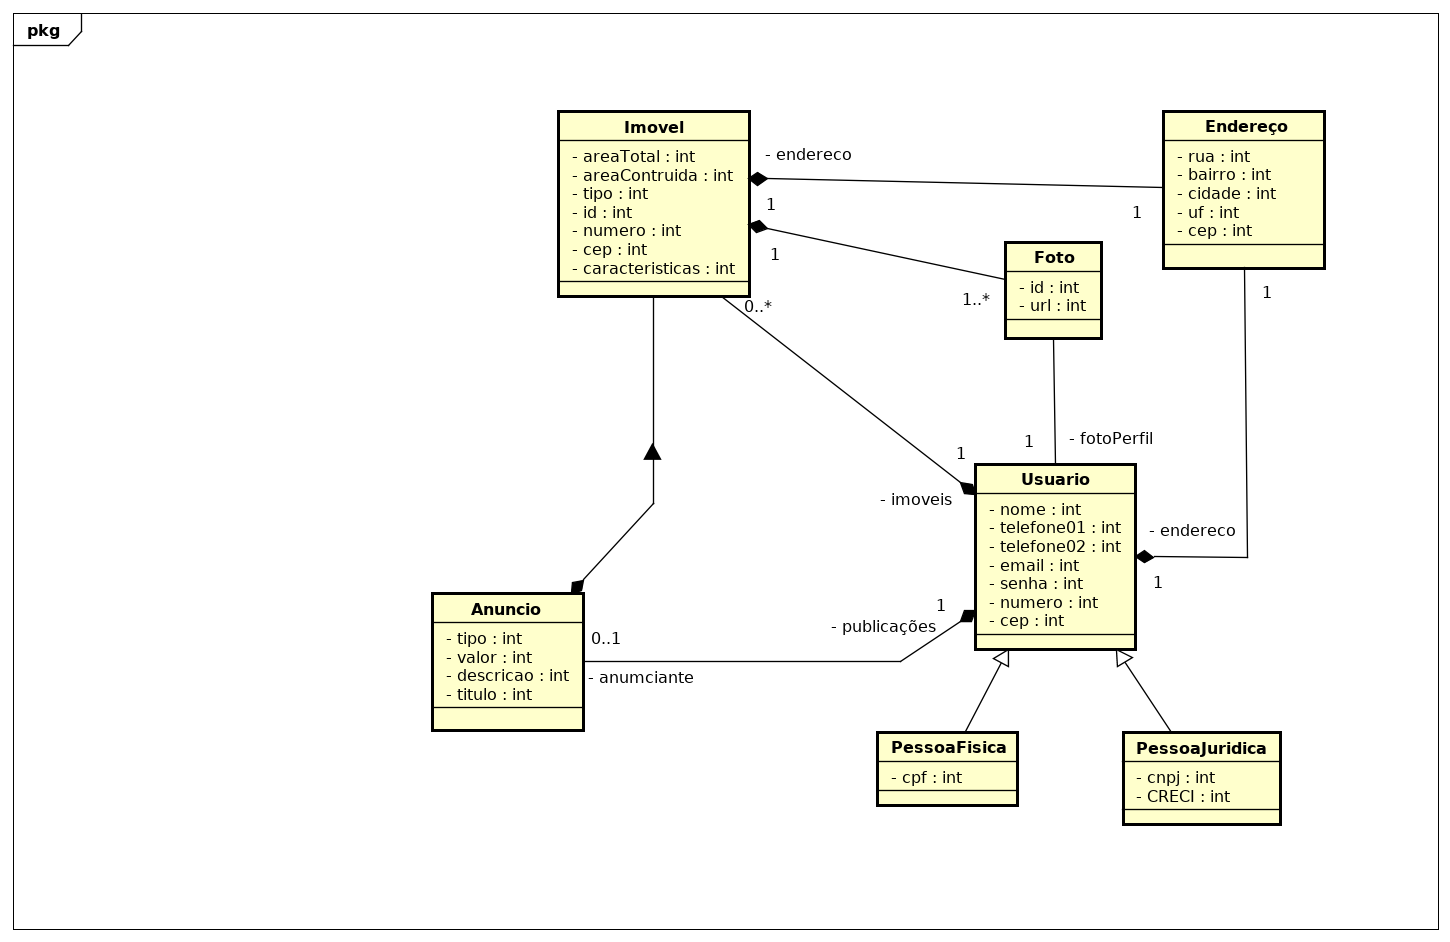 pkg
Imovel
- areaTotal : int
- areaContruida : int
- tipo : int
- id : int
- numero : int
- cep : int
- caracteristicas : int
Endereço
- rua : int
- bairro : int
- cidade : int
- uf : int
- cep : int
- endereco
1
1
1
1..*
Foto
- id : int
- url : int
0..*
1
1
- fotoPerfil
1
- imoveis
Usuario
- nome : int
- telefone01 : int
- telefone02 : int
- email : int
- senha : int
- numero : int
- cep : int
- endereco
1
1
- publicações
Anuncio
- tipo : int
- valor : int
- descricao : int
- titulo : int
0..1
- anumciante
PessoaFisica
- cpf : int
PessoaJuridica
- cnpj : int
- CRECI : int